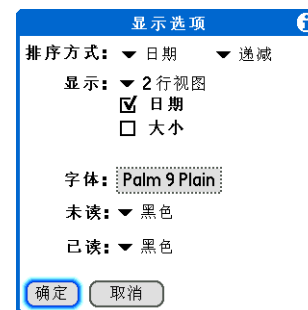 显示选项 i
排序方式: 日期 递减
显示: 2 行视图
日期
大小
字体: Palm 9 Plain
未读: 黑色
已读: 黑色
确定 取消